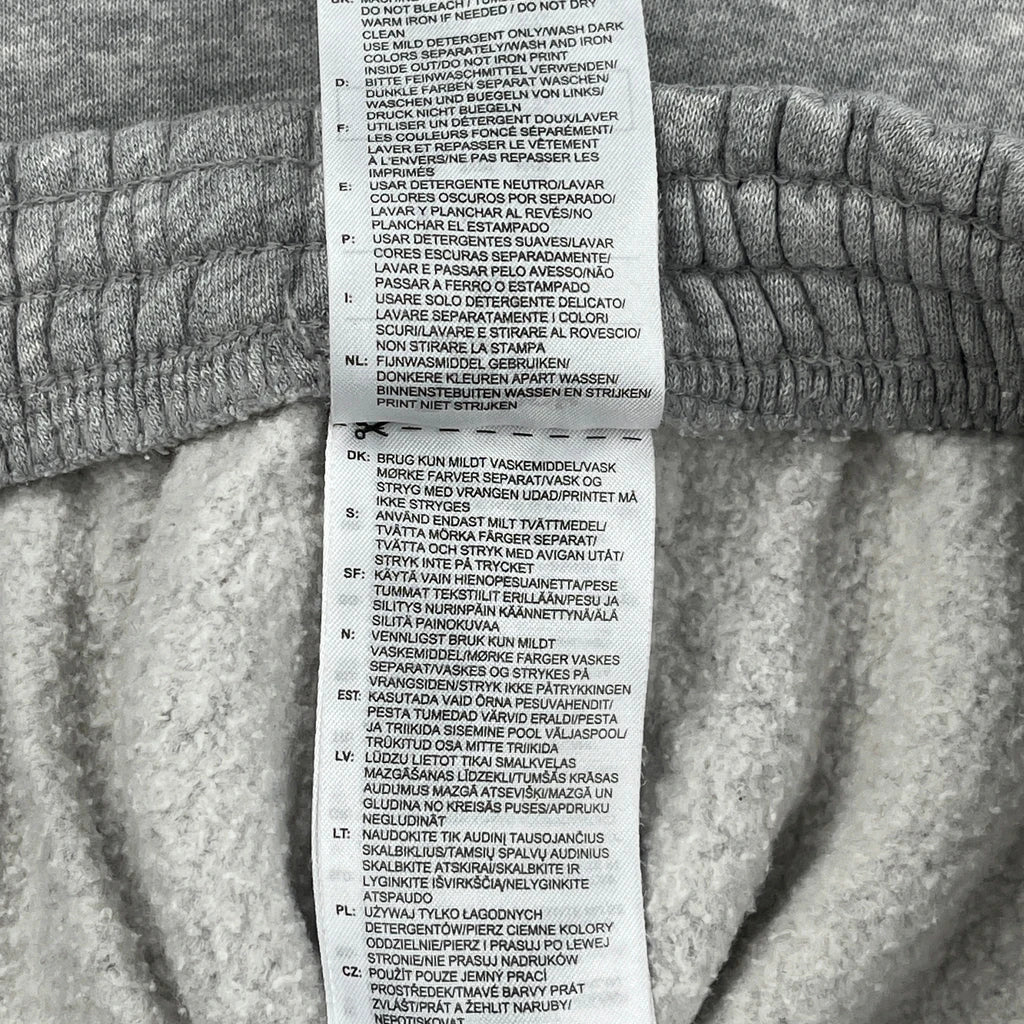 DO NOT BLEACH / TUMBLE
WARM IRON IF NEEDED / DO NOT DRY
CLEAN
USE MILD DETERGENT ONLY/WASH DARK
COLORS SEPARATELY/WASH AND IRON
INSIDE OUT/DO NOT IRON PRINT
D: BITTE FEINWASCHMITTEL VERWENDEN/
DUNKLE FARBEN SEPARAT WASCHEN/
WASCHEN UND BUEGELN VON LINKS/
DRUCK NICHT BUEGELN
F: UTILISER UN DÉTERGENT DOUX/LAVER
LES COULEURS FONCÉ SÉPARÉMENT/
LAVER ET REPASSER LE VÊTEMENT
À L'ENVERS/NE PAS REPASSER LES
IMPRIMÉS
E: USAR DETERGENTE NEUTRO/LAVAR
COLORES OSCUROS POR SEPARADO/
LAVAR Y PLANCHAR AL REVÉS/NO
PLANCHAR EL ESTAMPADO
P: USAR DETERGENTES SUAVES/LAVAR
CORES ESCURAS SEPARADAMENTE/
LAVAR E PASSAR PELO AVESSO/NÃO
PASSAR A FERRO O ESTAMPADO
I: USARE SOLO DETERGENTE DELICATO/
LAVARE SEPARATAMENTE I COLORI
SCURI/LAVARE E STIRARE AL ROVESCIO/
NON STIRARE LA STAMPA
NL: FIJNWASMIDDEL GEBRUIKEN/
DONKERE KLEUREN APART WASSEN/
BINNENSTEBUITEN WASSEN EN STRIJKEN/
PRINT NIET STRIJKEN
DK: BRUG KUN MILDT VASKEMIDDEL/VASK
MØRKE FARVER SEPARAT/VASK OG
STRYG MED VRANGEN UDAD/PRINTET MÅ
IKKE STRYGES
S: ANVÄND ENDAST MILT TVÄTTMEDEL/
TVÄTTA MÖRKA FÄRGER SEPARAT/
TVÄTTA OCH STRYK MED AVIGAN UTÅT/
STRYK INTE PÅ TRYCKET
SF: KÄYTÄ VAIN HIENOPESUAINETTA/PESE
TUMMAT TEKSTIILIT ERILLÄÄN/PESU JA
SILITYS NURINPÄIN KÄÄNNETTYNÄ/ÄLÄ
SILITÄ PAINOKUVAA
N: VENNLIGST BRUK KUN MILDT
VASKEMIDDEL/MØRKE FARGER VASKES
SEPARAT/VASKES OG STRYKES PÅ
VRANGSIDEN/STRYK IKKE PÅTRYKKINGEN
EST: KASUTADA VAID ÕRNA PESUVAHENDIT/
PESTA TUMEDAD VÄRVID ERALDI/PESTA
JA TRIIKIDA SISEMINE POOL VÄLJASPOOL/
TRÜKITUD OSA MITTE TRIIKIDA
LV: LŪDZU LIETOT TIKAI SMALKVEĻAS
MAZGĀŠANAS LĪDZEKLI/TUMŠĀS KRĀSAS
AUDUMUS MAZGĀ ATSEVIŠĶI/MAZGĀ UN
GLUDINA NO KREISĀS PUSES/APDRUKU
NEGLUDINĀT
LT: NAUDOKITE TIK AUDINĮ TAUSOJANČIUS
SKALBIKLIUS/TAMSIŲ SPALVŲ AUDINIUS
SKALBKITE ATSKIRAI/SKALBKITE IR
LYGINKITE IŠVIRKŠČIĄ/NELYGINKITE
ATSPAUDO
PL: UŻYWAJ TYLKO ŁAGODNYCH
DETERGENTÓW/PIERZ CIEMNE KOLORY
ODDZIELNIE/PIERZ I PRASUJ PO LEWEJ
STRONIE/NIE PRASUJ NADRUKÓW
CZ: POUŽÍT POUZE JEMNÝ PRACÍ
PROSTŘEDEK/TMAVÉ BARVY PRÁT
ZVLÁŠŤ/PRÁT A ŽEHLIT NARUBY/
NEPOTISKOVAT